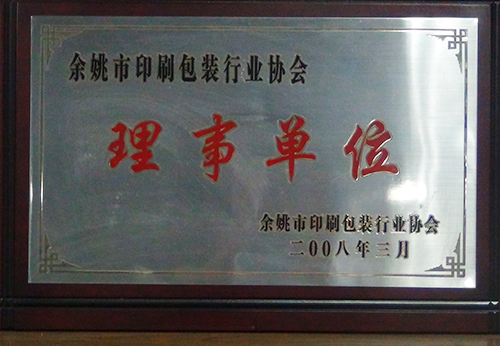 余姚市印刷包装行业协会
理事单位
余姚市印刷包装行业协会
二00八年三月